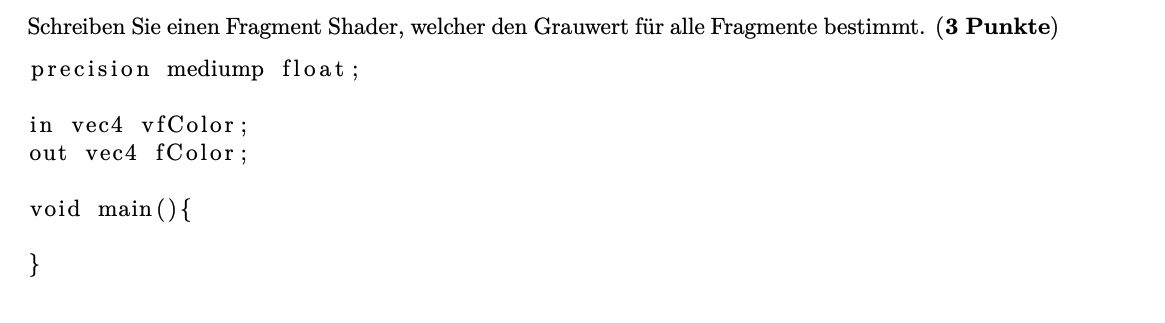 Schreiben Sie einen Fragment Shader, welcher den Grauwert für alle Fragmente bestimmt. (3 Punkte)
precision mediump float;
in vec4 vfColor;
out vec4 fColor;
void main(){
}